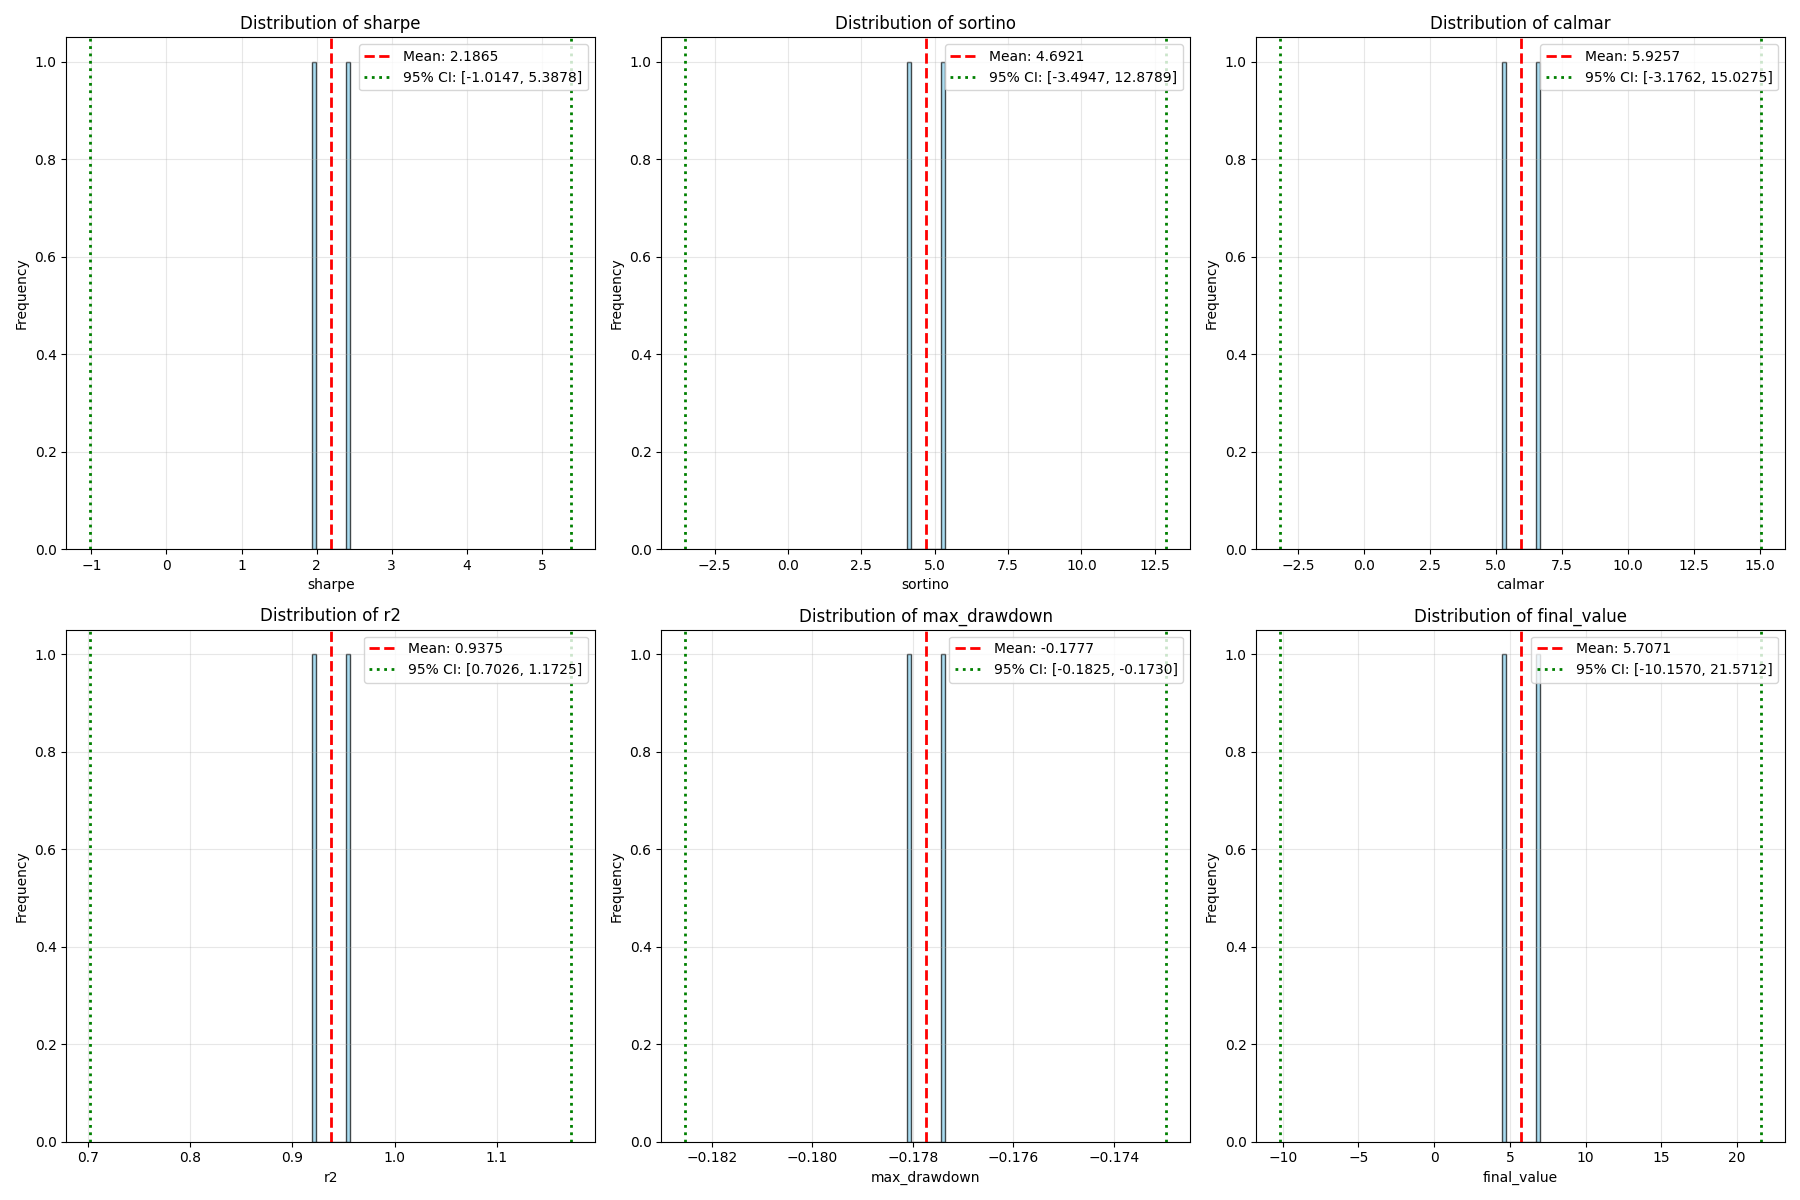 Distribution of sharpe
Mean: 2.1865
95% CI: [-1.0147, 5.3878]
1.0
0.8
0.6
0.4
0.2
0.0
Frequency
−1 0 1 2 3 4 5
sharpe
Distribution of sortino
Mean: 4.6921
95% CI: [-3.4947, 12.8789]
1.0
0.8
0.6
0.4
0.2
0.0
Frequency
−2.5 0.0 2.5 5.0 7.5 10.0 12.5
sortino
Distribution of calmar
Mean: 5.9257
95% CI: [-3.1762, 15.0275]
1.0
0.8
0.6
0.4
0.2
0.0
Frequency
−2.5 0.0 2.5 5.0 7.5 10.0 12.5 15.0
calmar
Distribution of r2
Mean: 0.9375
95% CI: [0.7026, 1.1725]
1.0
0.8
0.6
0.4
0.2
0.0
Frequency
0.7 0.8 0.9 1.0 1.1
r2
Distribution of max_drawdown
Mean: -0.1777
95% CI: [-0.1825, -0.1730]
1.0
0.8
0.6
0.4
0.2
0.0
Frequency
−0.182 −0.180 −0.178 −0.176 −0.174
max_drawdown
Distribution of final_value
Mean: 5.7071
95% CI: [-10.1570, 21.5712]
1.0
0.8
0.6
0.4
0.2
0.0
Frequency
−10 −5 0 5 10 15 20
final_value